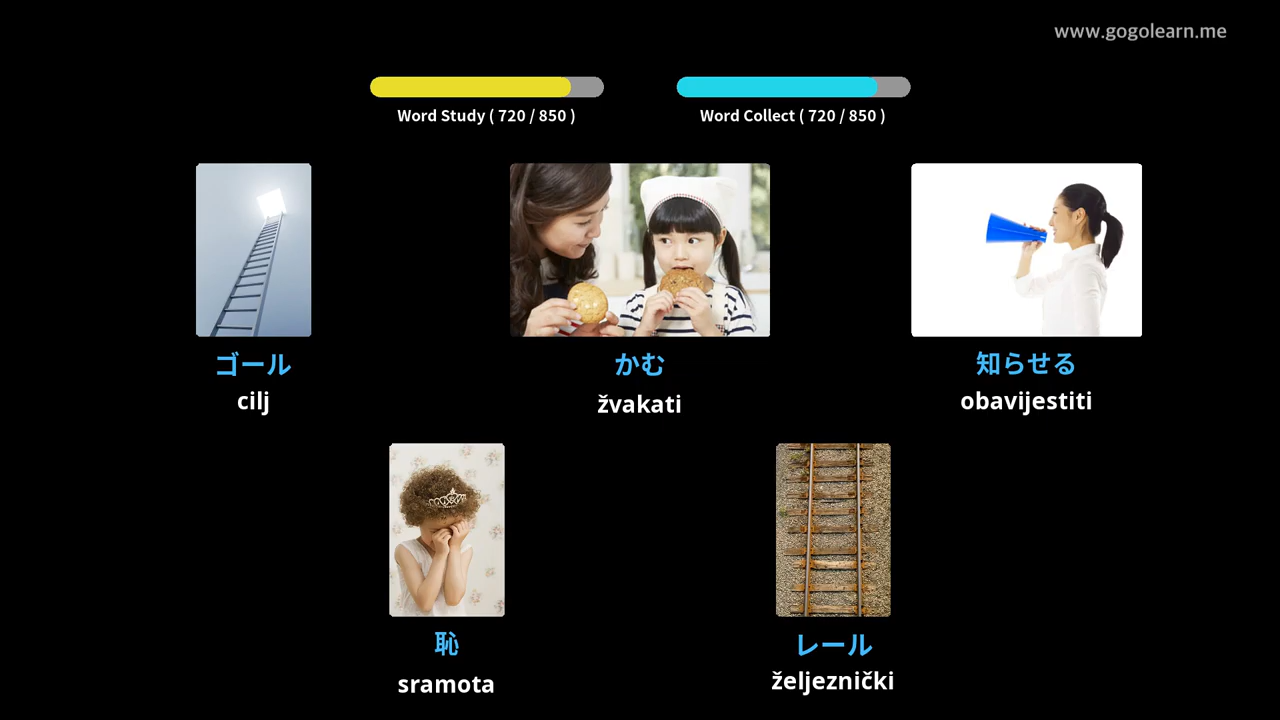 www.gogolearn.me
Word Study ( 720 / 850 )
Word Collect ( 720 / 850 )
ゴール
cilj
かむ
žvakati
知らせる
obavijestiti
恥
sramota
レール
željeznički